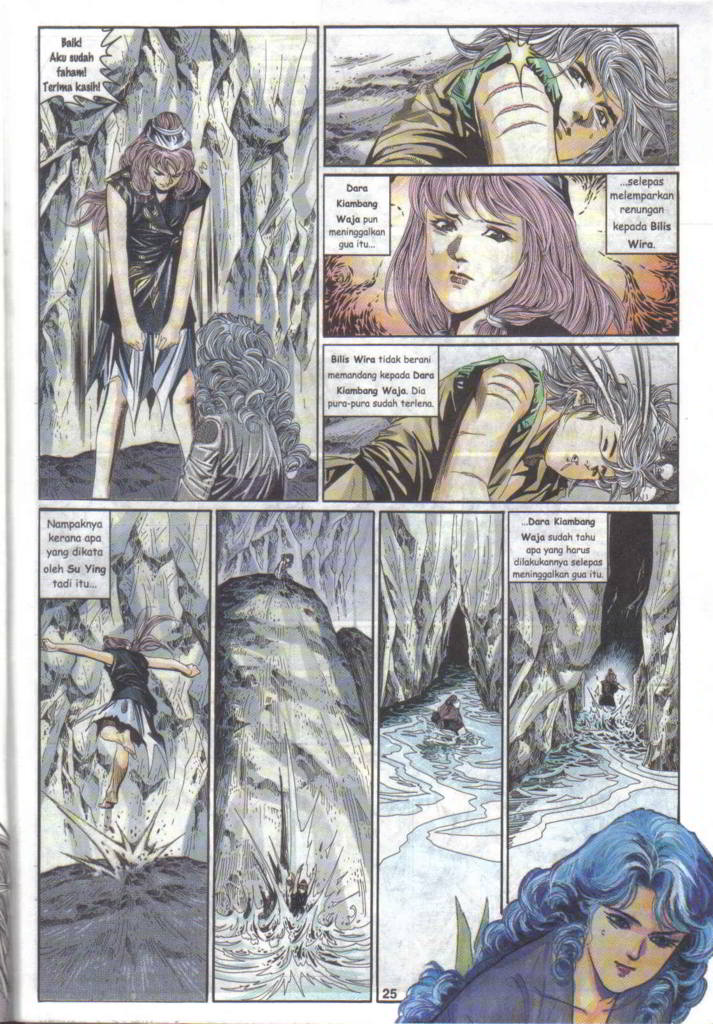 Baik!
Aku sudah
faham!
Terima kasih!
Dara
Kiambang
Waja pun
meninggalkan
gua itu...
...selepas
melemparkan
renungan
kepada Bilis
Wira.
Bilis Wira tidak berani
memandang kepada Dara
Kiambang Waja. Dia
pura-pura sudah terlena.
Nampaknya
kerana apa
yang dikata
oleh Su Ying
tadi itu...
...Dara Kiambang
Waja sudah tahu
apa yang harus
dilakukannya selepas
meninggalkan gua itu.
25